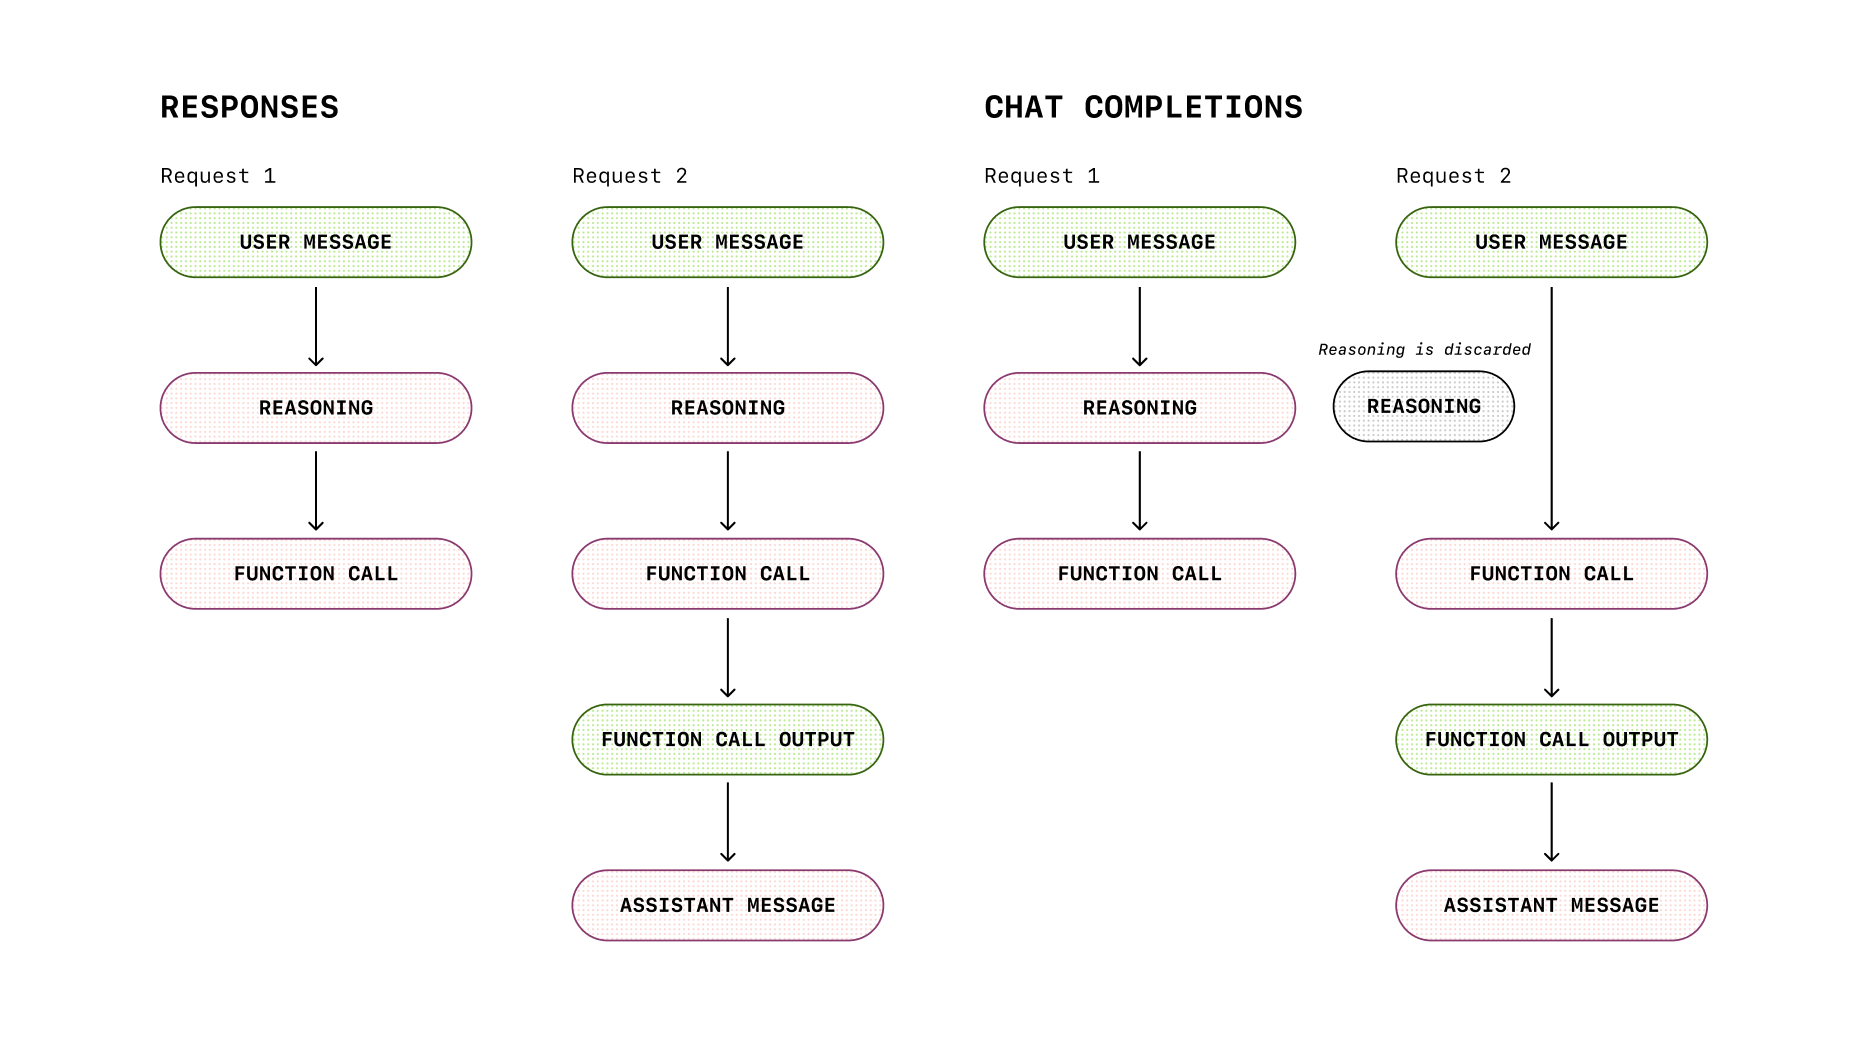 RESPONSES
Request 1
USER MESSAGE
REASONING
FUNCTION CALL
Request 2
USER MESSAGE
REASONING
FUNCTION CALL
FUNCTION CALL OUTPUT
ASSISTANT MESSAGE
CHAT COMPLETIONS
Request 1
USER MESSAGE
REASONING
FUNCTION CALL
Request 2
USER MESSAGE
Reasoning is discarded
REASONING
FUNCTION CALL
FUNCTION CALL OUTPUT
ASSISTANT MESSAGE